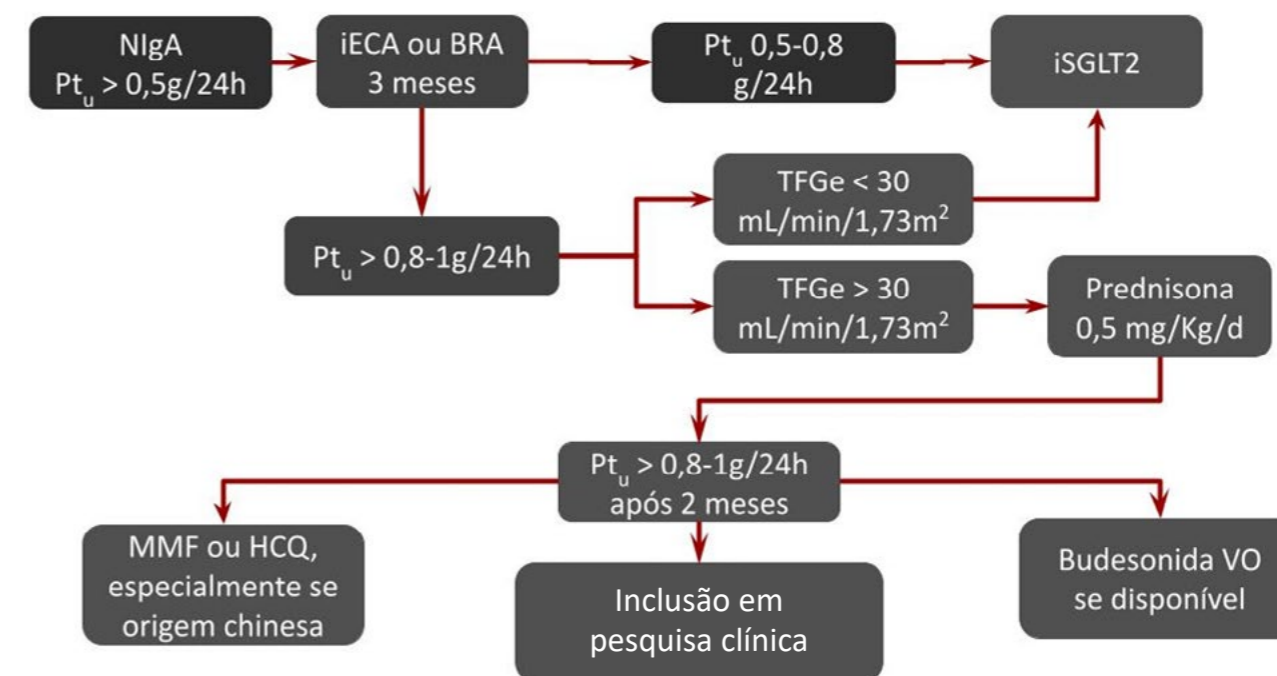 NIgA
Ptu > 0,5g/24h
iECA ou BRA
3 meses
Ptu 0,5-0,8
g/24h
iSGLT2
TFGe < 30
mL/min/1,73m²
Ptu > 0,8-1g/24h
TFGe > 30
mL/min/1,73m²
Prednisona
0,5 mg/Kg/d
Ptu > 0,8-1g/24h
após 2 meses
MMF ou HCQ,
especialmente se
origem chinesa
Inclusão em
pesquisa clínica
Budesonida VO
se disponível